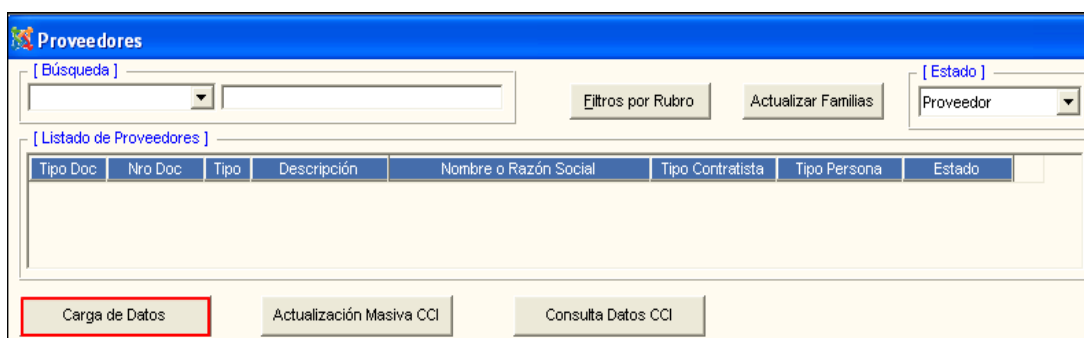 Proveedores
[ Búsqueda ]
[ Estado ]
Filtros por Rubro
Actualizar Familias
Proveedor
[ Listado de Proveedores ]
Tipo Doc Nro Doc Tipo Descripción Nombre o Razón Social Tipo Contratista Tipo Persona Estado
Carga de Datos
Actualización Masiva CCI
Consulta Datos CCI